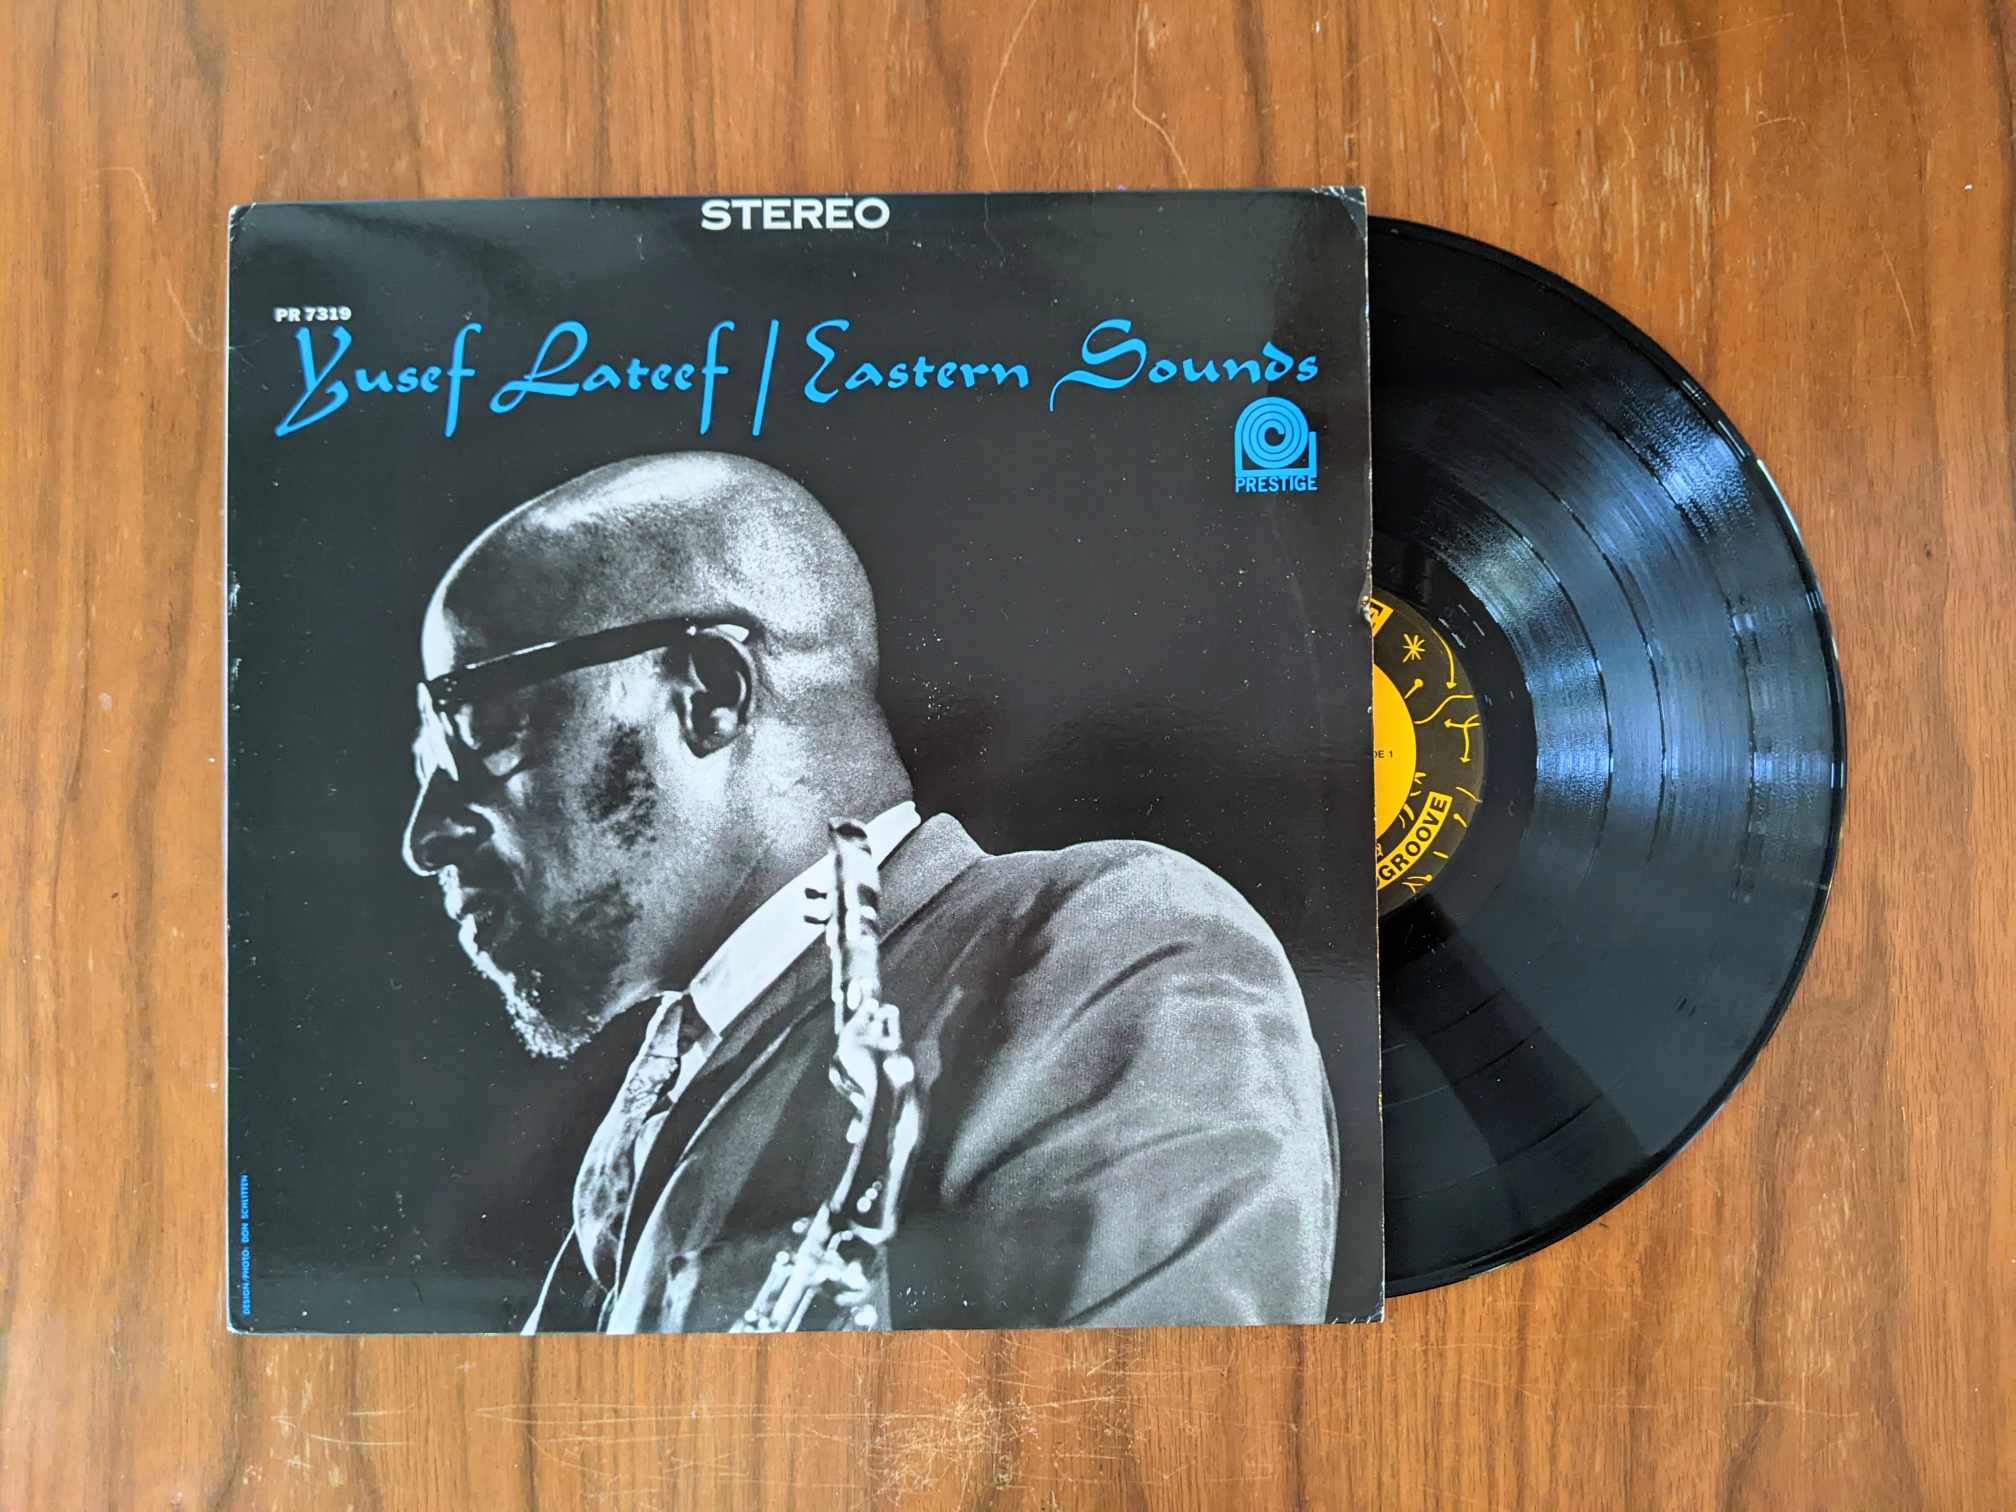 STEREO
PR 7319
Yusef Lateef / Eastern Sounds
PRESTIGE
DE 1
GROOVE
DESIGN/PHOTO: DON SCHLITTEN